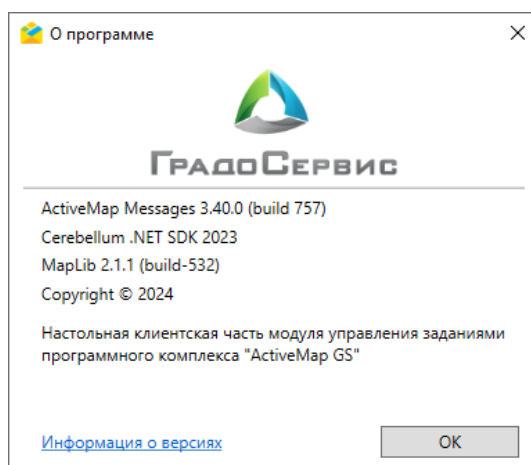 О программе
ГРАДОСЕРВИС
ActiveMap Messages 3.40.0 (build 757)
Cerebellum .NET SDK 2023
MapLib 2.1.1 (build-532)
Copyright © 2024
Настольная клиентская часть модуля управления заданиями
программного комплекса "ActiveMap GS"
Информация о версиях
OK